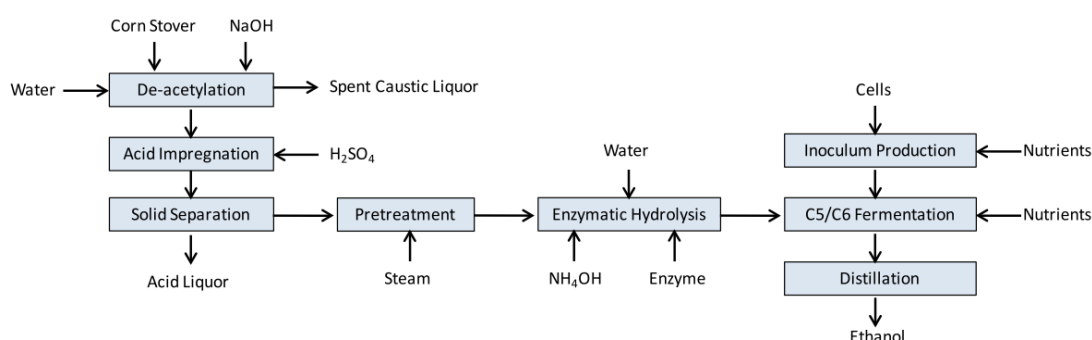 Corn Stover
NaOH
Water
De-acetylation
Spent Caustic Liquor
Cells
Acid Impregnation
H₂SO₄
Water
Inoculum Production
Nutrients
Solid Separation
Pretreatment
Enzymatic Hydrolysis
C5/C6 Fermentation
Nutrients
Acid Liquor
Steam
NH₄OH
Enzyme
Distillation
Ethanol